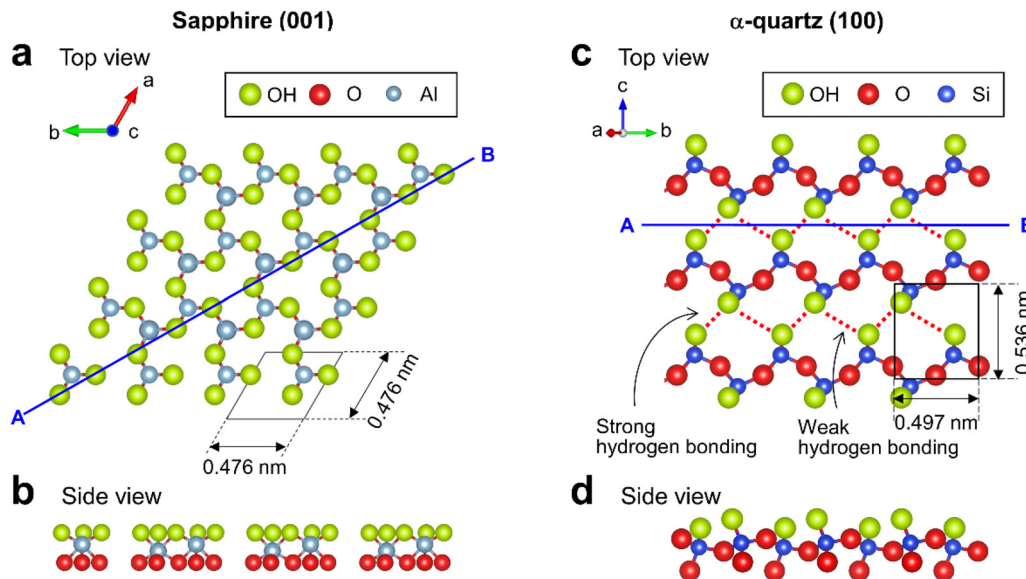 Sapphire (001)
a Top view
a
b c
OH O Al
B
A
0.476 nm
0.476 nm
b Side view
α-quartz (100)
c Top view
c
a b
OH O Si
A B
0.536 nm
0.497 nm
Strong
hydrogen bonding
Weak
hydrogen bonding
d Side view